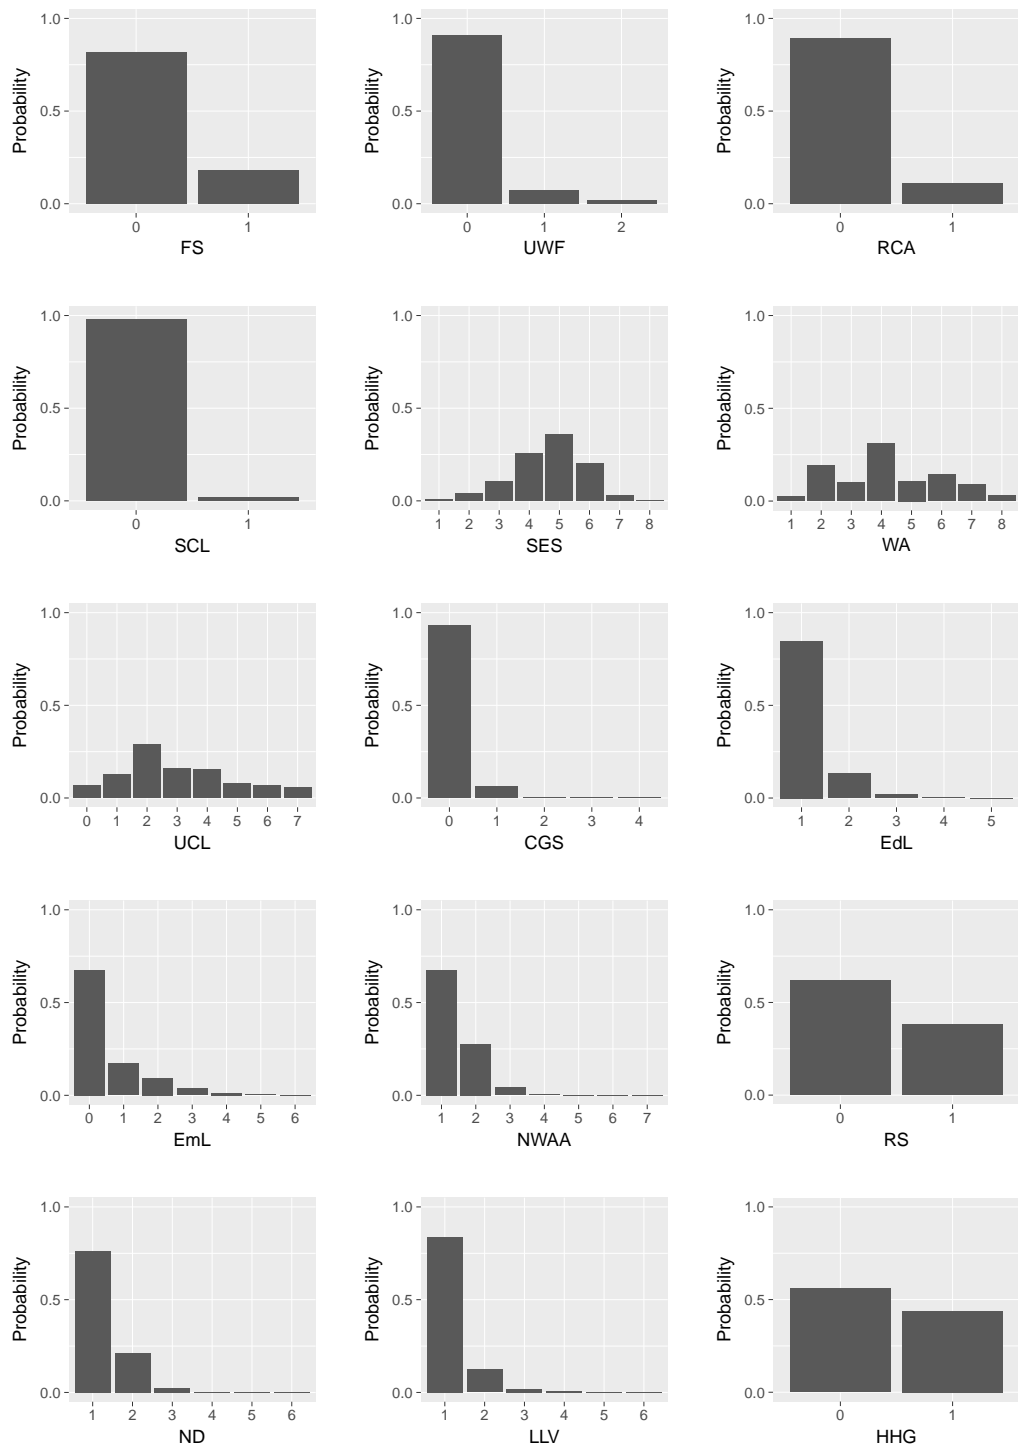 1.0
0.5
0.0
Probability
0 1
FS
1.0
0.5
0.0
Probability
0 1 2
UWF
1.0
0.5
0.0
Probability
0 1
RCA
1.0
0.5
0.0
Probability
0 1
SCL
1.0
0.5
0.0
Probability
1 2 3 4 5 6 7 8
SES
1.0
0.5
0.0
Probability
1 2 3 4 5 6 7 8
WA
1.0
0.5
0.0
Probability
0 1 2 3 4 5 6 7
UCL
1.0
0.5
0.0
Probability
0 1 2 3 4
CGS
1.0
0.5
0.0
Probability
1 2 3 4 5
EdL
1.0
0.5
0.0
Probability
0 1 2 3 4 5 6
EmL
1.0
0.5
0.0
Probability
1 2 3 4 5 6 7
NWAA
1.0
0.5
0.0
Probability
0 1
RS
1.0
0.5
0.0
Probability
1 2 3 4 5 6
ND
1.0
0.5
0.0
Probability
1 2 3 4 5 6
LLV
1.0
0.5
0.0
Probability
0 1
HHG